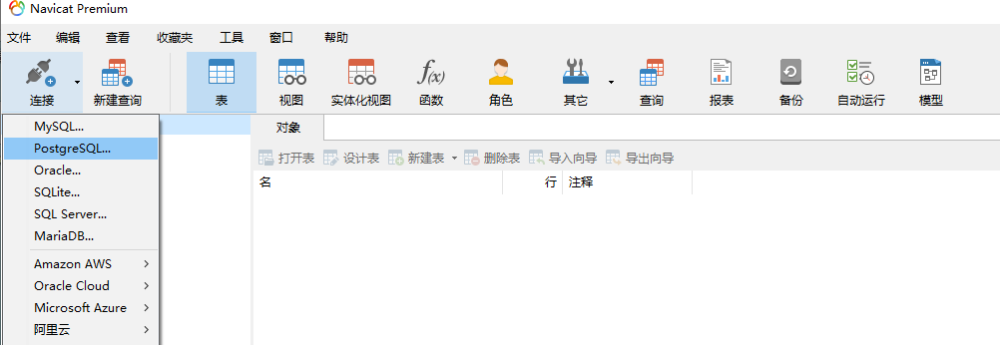 Navicat Premium
文件 编辑 查看 收藏夹 工具 窗口 帮助
连接 新建查询 表 视图 实体化视图 f(x) 函数 角色 其它 查询 报表 备份 自动运行 模型
MySQL...
PostgreSQL...
Oracle...
SQLite...
SQL Server...
MariaDB...
Amazon AWS
Oracle Cloud
Microsoft Azure
阿里云
对象
打开表 设计表 新建表 删除表 导入向导 导出向导
名 行 注释